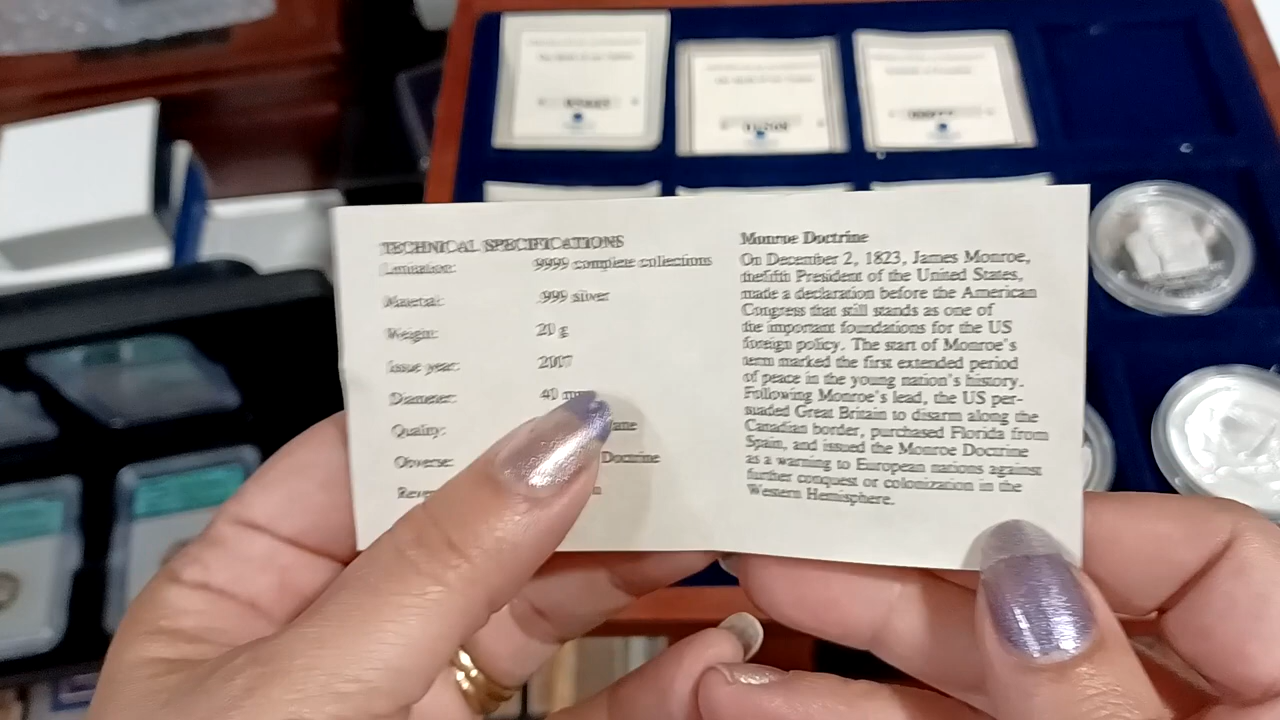 TECHNICAL SPECIFICATIONS
Limitation: 9999 complete collections
Material: .999 silver
Weight: 20 g
Issue year: 2007
Diameter: 40 mm
Quality:
Obverse: Doctrine
Monroe Doctrine
On December 2, 1823, James Monroe,
thefifth President of the United States,
made a declaration before the American
Congress that still stands as one of
the important foundations for the US
foreign policy. The start of Monroe's
term marked the first extended period
of peace in the young nation's history.
Following Monroe's lead, the US per-
suaded Great Britain to disarm along the
Canadian border, purchased Florida from
Spain, and issued the Monroe Doctrine
as a warning to European nations against
further conquest or colonization in the
Western Hemisphere.